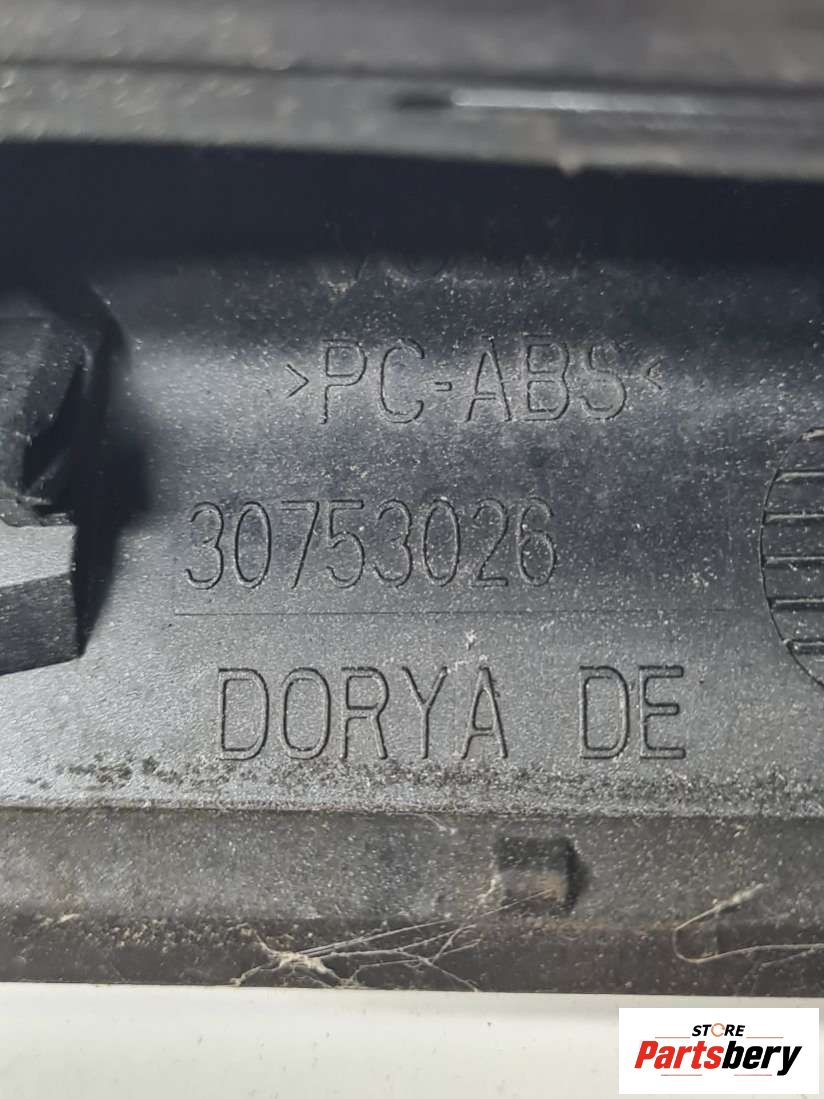 >PC-ABS<
30753026
DORYA DE
STORE
Partsbery